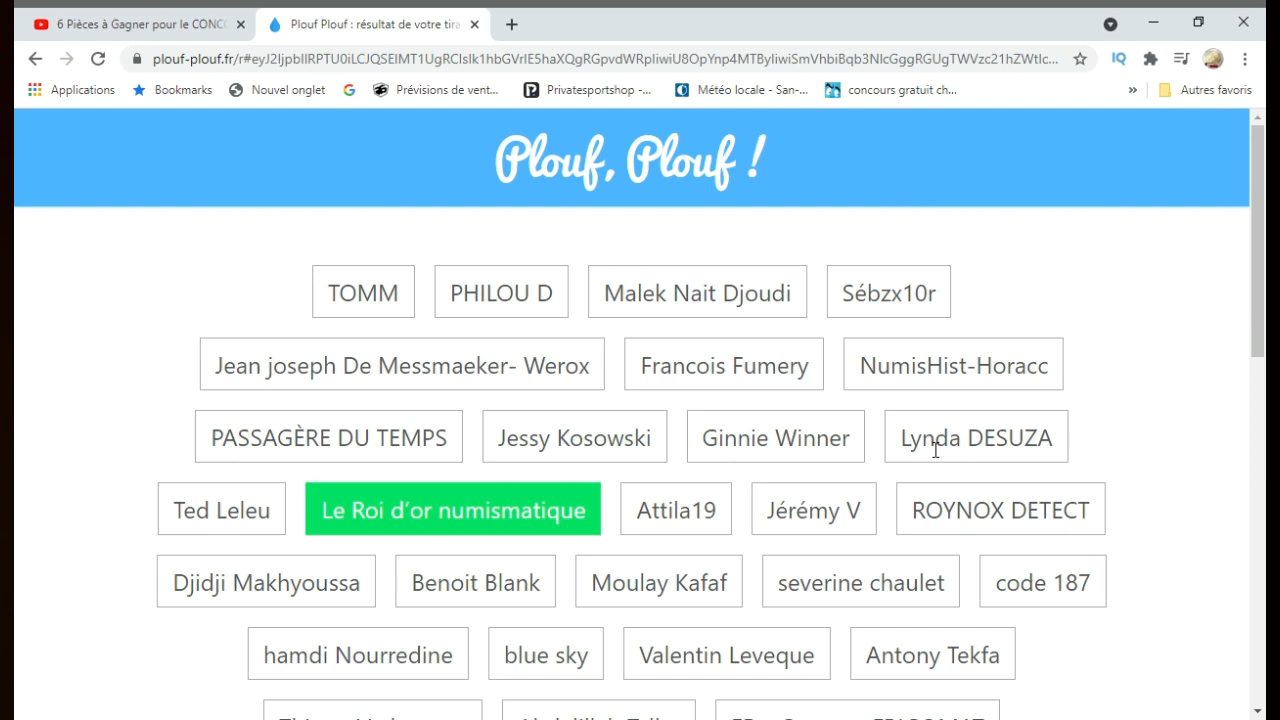 6 Pièces à Gagner pour le CONC
Plouf Plouf : résultat de votre tira
Applications
Bookmarks
Nouvel onglet
Prévisions de vent...
Privatesportshop -...
Météo locale - San-...
concours gratuit ch...
»
Autres favoris
Plouf, Plouf !
TOMM PHILOU D Malek Nait Djoudi Sébzx10r
Jean joseph De Messmaeker- Werox Francois Fumery NumisHist-Horacc
PASSAGÈRE DU TEMPS Jessy Kosowski Ginnie Winner Lynda DESUZA
Ted Leleu Le Roi d'or numismatique Attila19 Jérémy V ROYNOX DETECT
Djidji Makhyoussa Benoit Blank Moulay Kafaf severine chaulet code 187
hamdi Nourredine blue sky Valentin Leveque Antony Tekfa